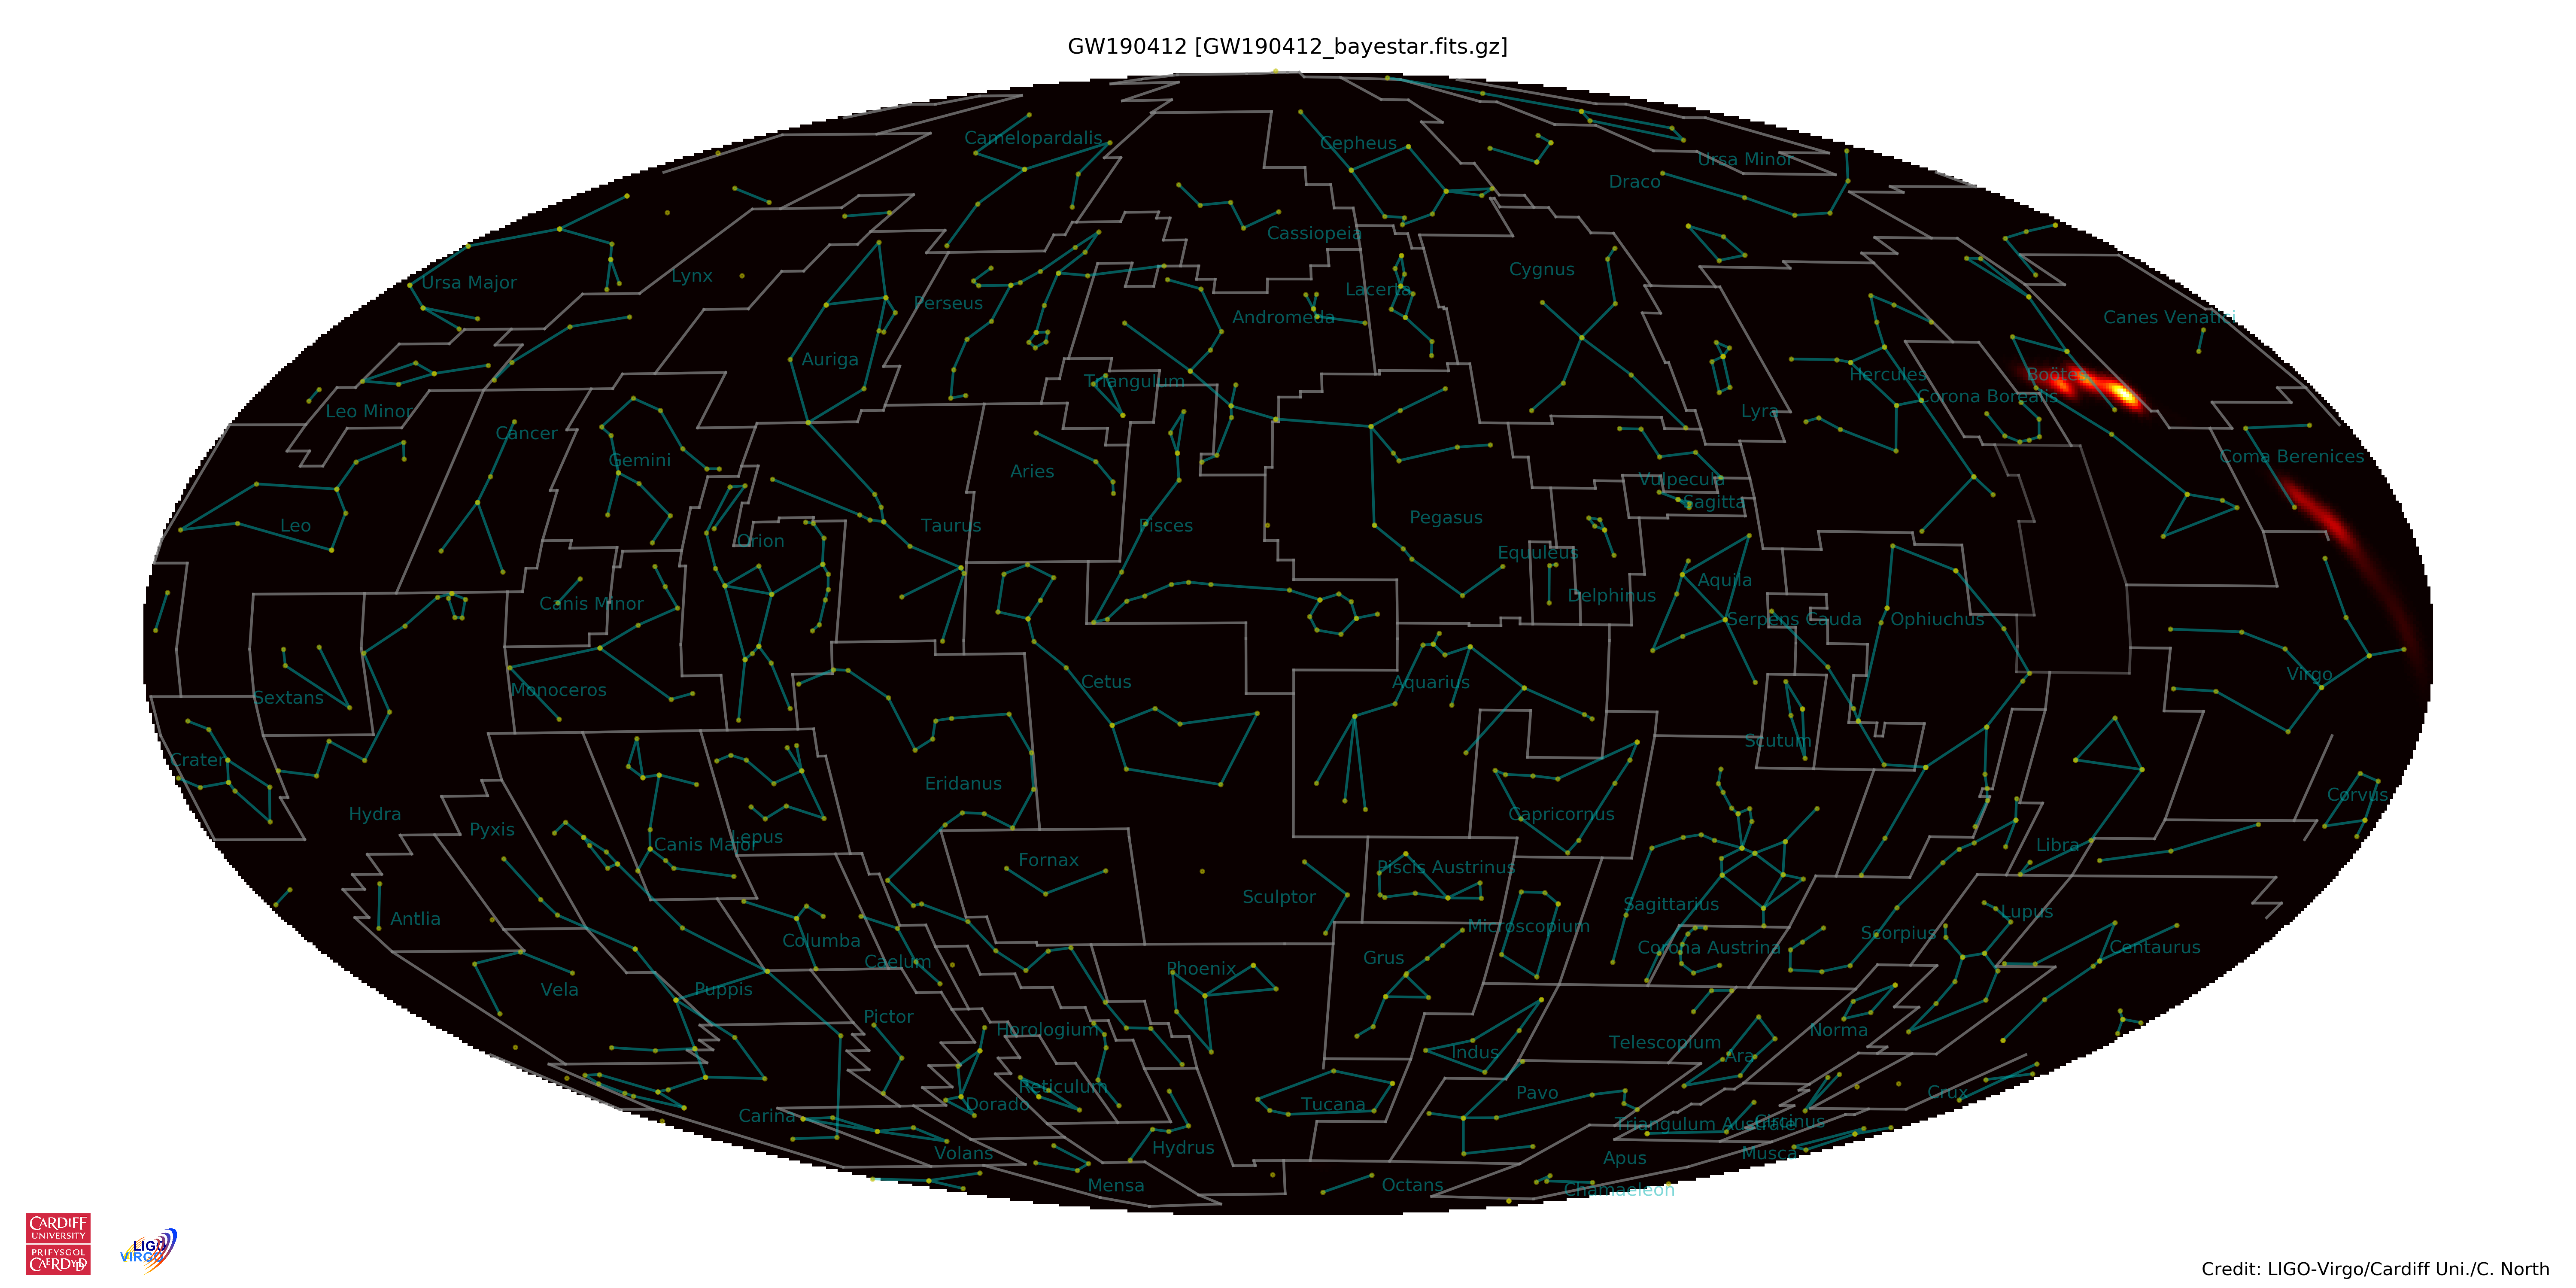 GW190412 [GW190412_bayestar.fits.gz]
Camelopardalis
Cepheus
Ursa Minor
Draco
Cassiopeia
Ursa Major
Lynx
Cygnus
Perseus
Lacerta
Andromeda
Canes Venatici
Auriga
Triangulum
Hercules
Boötes
Corona Borealis
Leo Minor
Lyra
Cancer
Gemini
Coma Berenices
Aries
Vulpecula
Sagitta
Leo
Orion
Taurus
Pisces
Pegasus
Equuleus
Aquila
Canis Minor
Delphinus
Serpens Cauda
Ophiuchus
Virgo
Sextans
Monoceros
Cetus
Aquarius
Scutum
Crater
Eridanus
Corvus
Hydra
Pyxis
Capricornus
Canis Major
Lepus
Libra
Fornax
Piscis Austrinus
Sculptor
Sagittarius
Lupus
Antlia
Microscopium
Columba
Corona Austrina
Scorpius
Centaurus
Caelum
Grus
Phoenix
Vela
Puppis
Pictor
Horologium
Norma
Telescopium
Indus
Ara
Reticulum
Pavo
Crux
Dorado
Tucana
Carina
Triangulum Australe
Circinus
Hydrus
Volans
Apus
Musca
Mensa
Octans
Chamaeleon
CARDIFF
UNIVERSITY
PRIFYSGOL
CAERDYDD
LIGO
VIRGO
Credit: LIGO-Virgo/Cardiff Uni./C. North